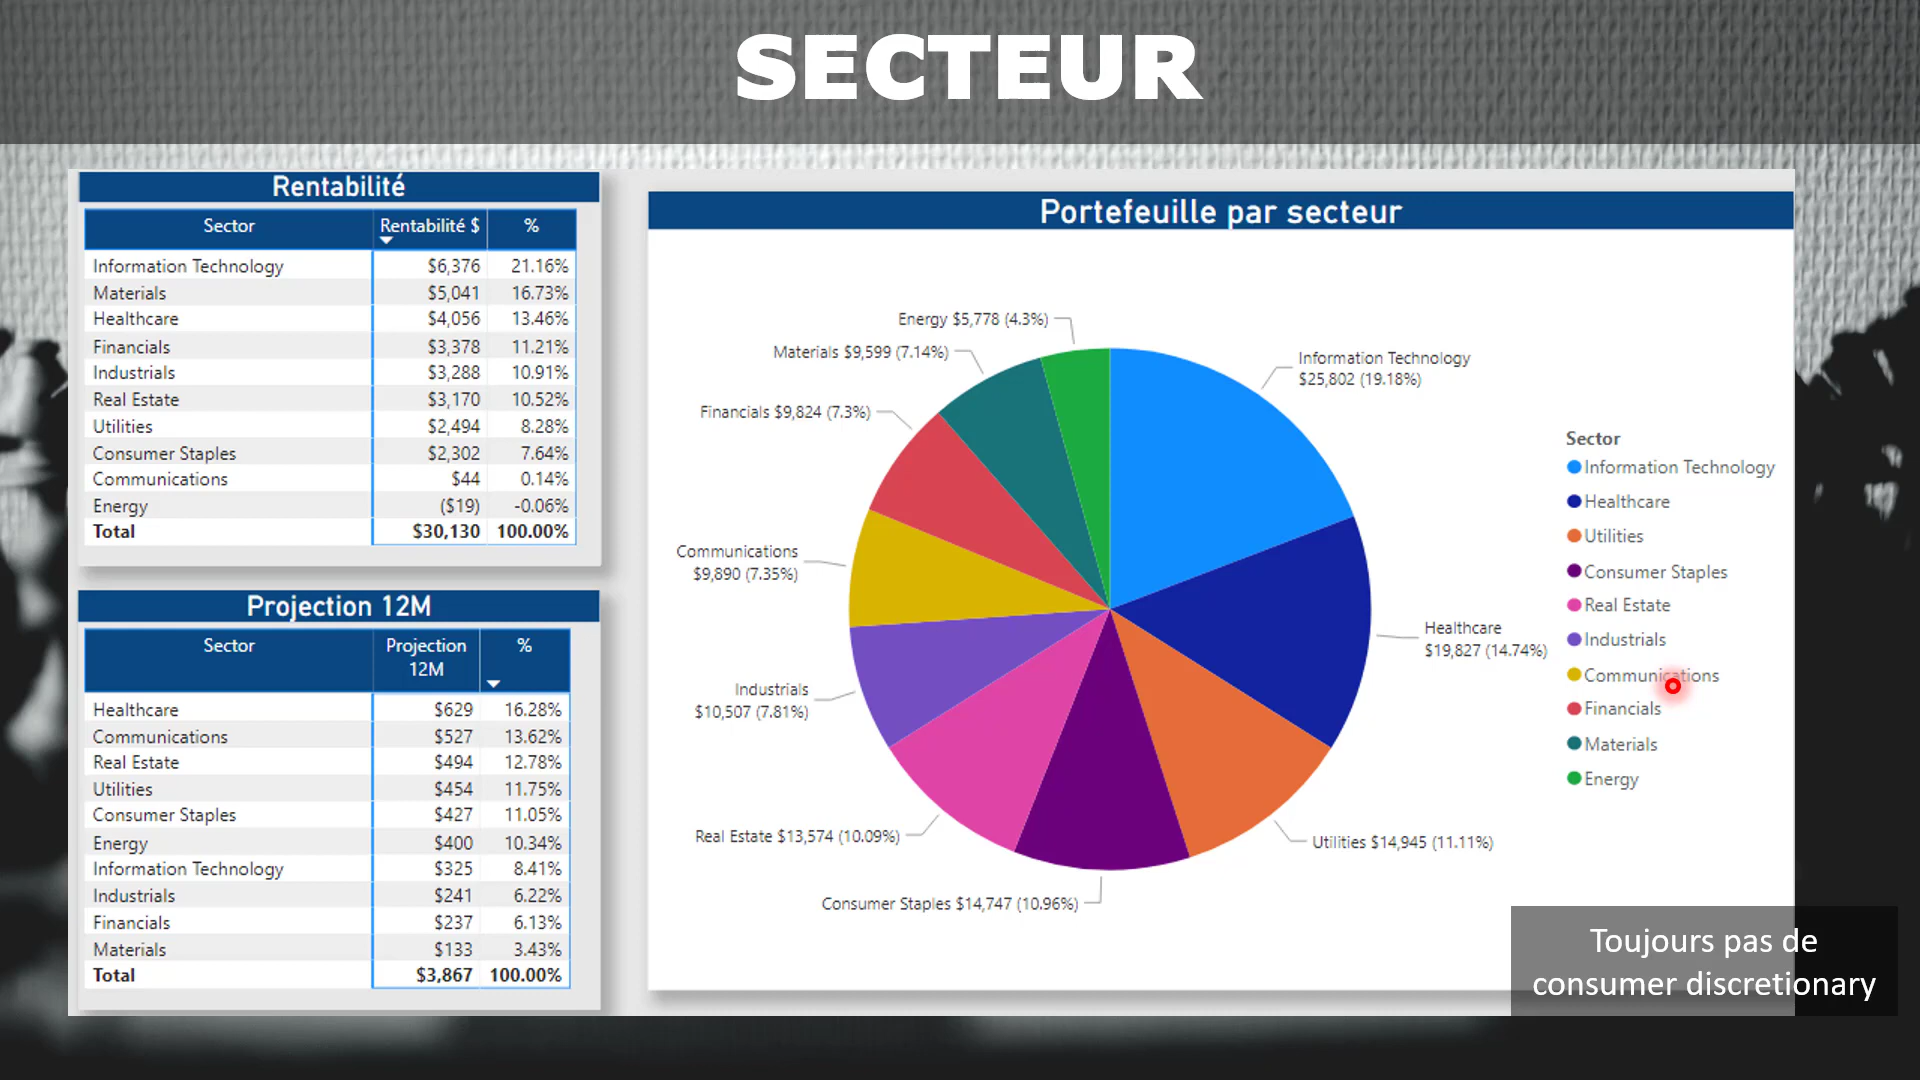 SECTEUR
Rentabilité
Sector Rentabilité $ %
Information Technology $6,376 21.16%
Materials $5,041 16.73%
Healthcare $4,056 13.46%
Financials $3,378 11.21%
Industrials $3,288 10.91%
Real Estate $3,170 10.52%
Utilities $2,494 8.28%
Consumer Staples $2,302 7.64%
Communications $44 0.14%
Energy ($19) -0.06%
Total $30,130 100.00%
Projection 12M
Sector Projection 12M %
Healthcare $629 16.28%
Communications $527 13.62%
Real Estate $494 12.78%
Utilities $454 11.75%
Consumer Staples $427 11.05%
Energy $400 10.34%
Information Technology $325 8.41%
Industrials $241 6.22%
Financials $237 6.13%
Materials $133 3.43%
Total $3,867 100.00%
Portefeuille par secteur
Energy $5,778 (4.3%)
Materials $9,599 (7.14%)
Information Technology
$25,802 (19.18%)
Financials $9,824 (7.3%)
Communications
$9,890 (7.35%)
Healthcare
$19,827 (14.74%)
Industrials
$10,507 (7.81%)
Real Estate $13,574 (10.09%)
Utilities $14,945 (11.11%)
Consumer Staples $14,747 (10.96%)
Sector
Information Technology
Healthcare
Utilities
Consumer Staples
Real Estate
Industrials
Communications
Financials
Materials
Energy
Toujours pas de
consumer discretionary